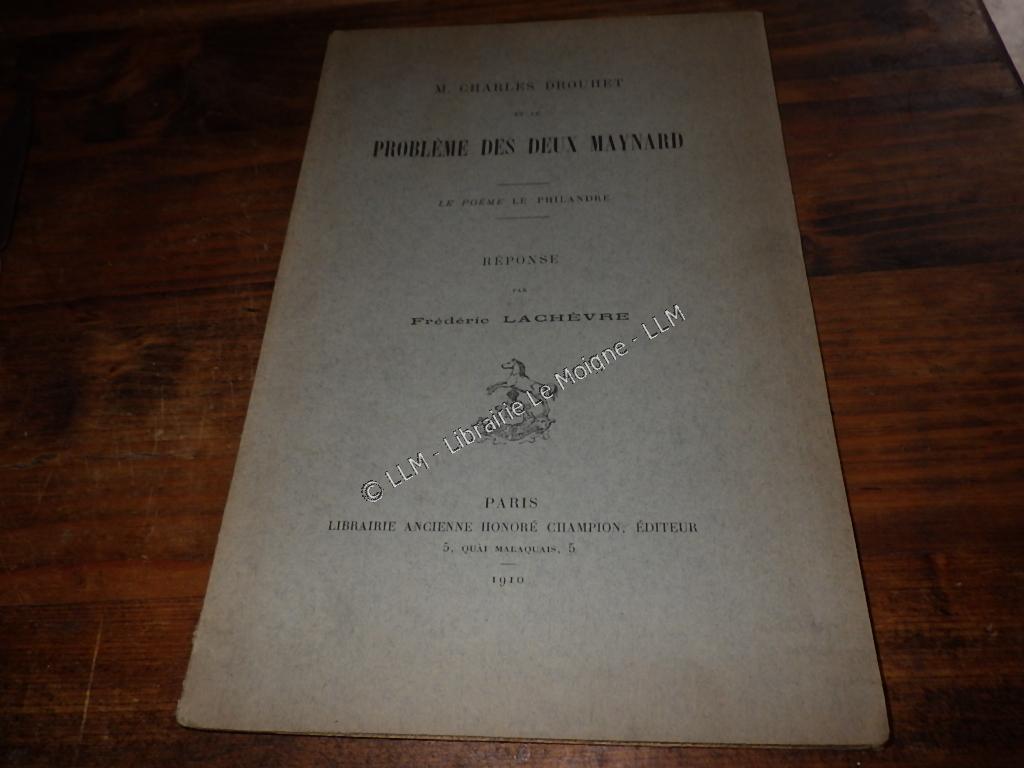 M. CHARLES DROUHET
ET LE
PROBLÈME DES DEUX MAYNARD
LE POÈME LE PHILANDRE
RÉPONSE
PAR
Frédéric LACHÈVRE
© LLM - Librairie Le Moigne - LLM
PARIS
LIBRAIRIE ANCIENNE HONORÉ CHAMPION, ÉDITEUR
5, QUAI MALAQUAIS, 5
1910